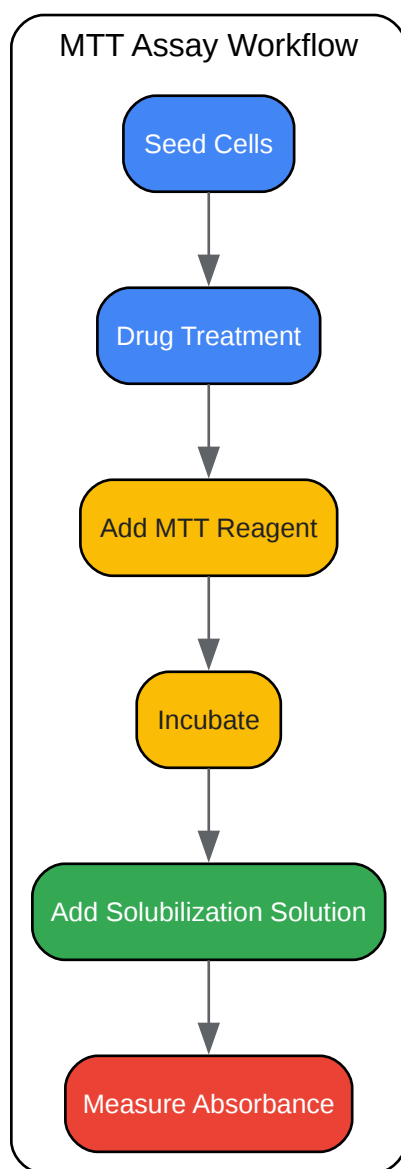 MTT Assay Workflow
Seed Cells
Drug Treatment
Add MTT Reagent
Incubate
Add Solubilization Solution
Measure Absorbance